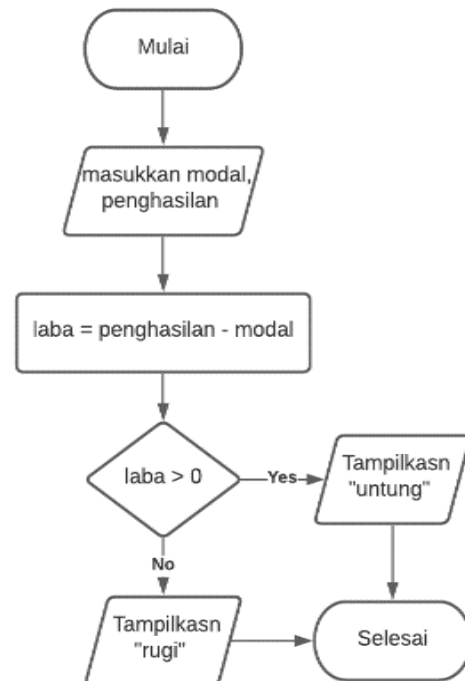 Mulai
masukkan modal,
penghasilan
laba = penghasilan - modal
laba > 0
Yes
Tampilkasn
"untung"
No
Tampilkasn
"rugi"
Selesai